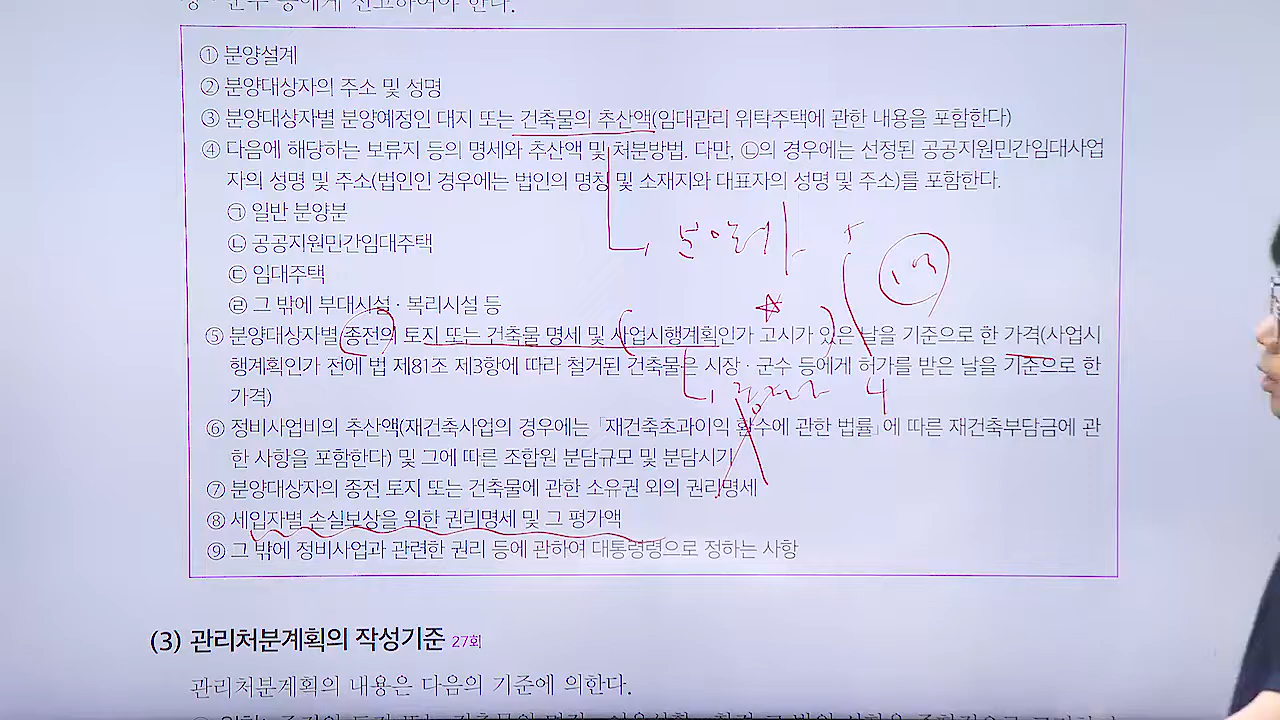 ① 분양설계
② 분양대상자의 주소 및 성명
③ 분양대상자별 분양예정인 대지 또는 건축물의 추산액(임대관리 위탁주택에 관한 내용을 포함한다)
④ 다음에 해당하는 보류지 등의 명세와 추산액 및 처분방법. 다만, ㉡의 경우에는 선정된 공공지원민간임대사업
자의 성명 및 주소(법인인 경우에는 법인의 명칭 및 소재지와 대표자의 성명 및 주소)를 포함한다.
㉠ 일반 분양분
㉡ 공공지원민간임대주택
㉢ 임대주택
㉣ 그 밖에 부대시설·복리시설 등
⑤ 분양대상자별 종전의 토지 또는 건축물 명세 및 사업시행계획인가 고시가 있은 날을 기준으로 한 가격(사업시
행계획인가 전에 법 제81조 제3항에 따라 철거된 건축물은 시장·군수 등에게 허가를 받은 날을 기준으로 한
가격)
⑥ 정비사업비의 추산액(재건축사업의 경우에는 「재건축초과이익 환수에 관한 법률」에 따른 재건축부담금에 관
한 사항을 포함한다) 및 그에 따른 조합원 분담규모 및 분담시기
⑦ 분양대상자의 종전 토지 또는 건축물에 관한 소유권 외의 권리명세
⑧ 세입자별 손실보상을 위한 권리명세 및 그 평가액
⑨ 그 밖에 정비사업과 관련한 권리 등에 관하여 대통령령으로 정하는 사항
(3) 관리처분계획의 작성기준 27회
관리처분계획의 내용은 다음의 기준에 의한다.